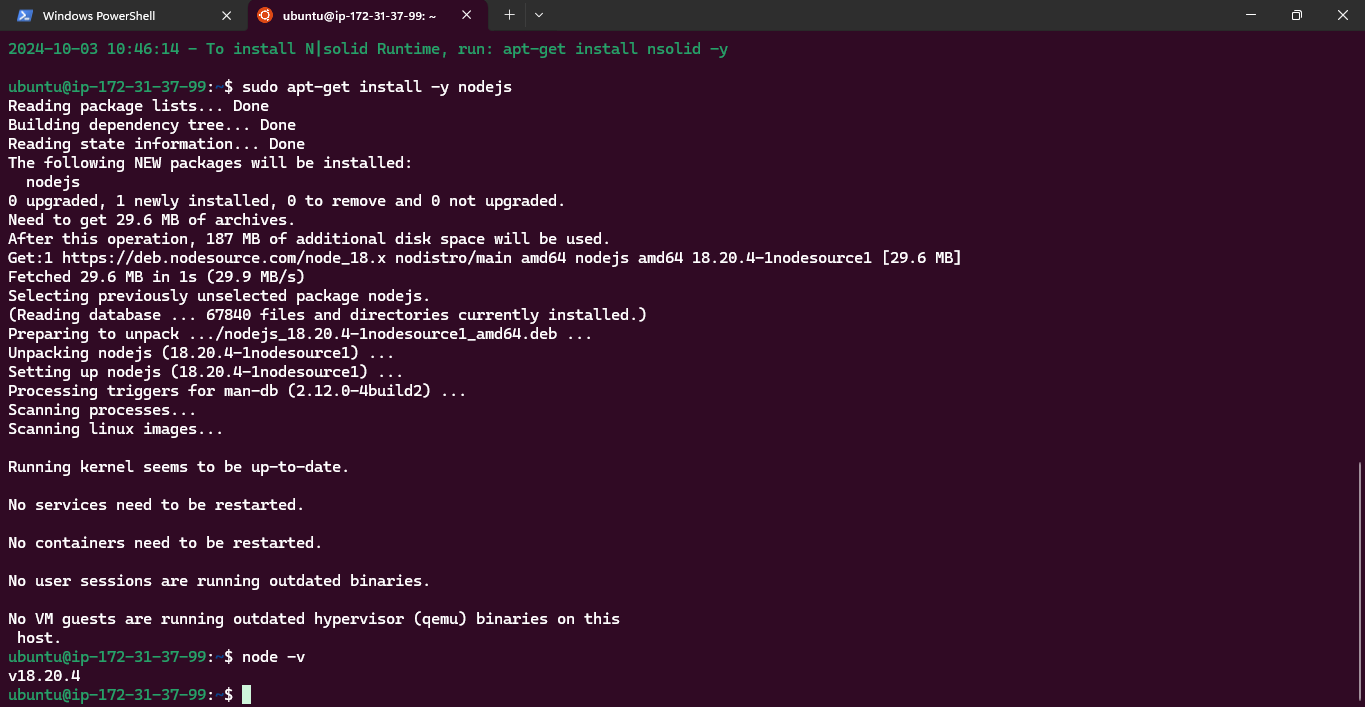 Windows PowerShell
ubuntu@ip-172-31-37-99: ~
2024-10-03 10:46:14 - To install N|solid Runtime, run: apt-get install nsolid -y
ubuntu@ip-172-31-37-99:~$ sudo apt-get install -y nodejs
Reading package lists... Done
Building dependency tree... Done
Reading state information... Done
The following NEW packages will be installed:
  nodejs
0 upgraded, 1 newly installed, 0 to remove and 0 not upgraded.
Need to get 29.6 MB of archives.
After this operation, 187 MB of additional disk space will be used.
Get:1 https://deb.nodesource.com/node_18.x nodistro/main amd64 nodejs amd64 18.20.4-1nodesource1 [29.6 MB]
Fetched 29.6 MB in 1s (29.9 MB/s)
Selecting previously unselected package nodejs.
(Reading database ... 67840 files and directories currently installed.)
Preparing to unpack .../nodejs_18.20.4-1nodesource1_amd64.deb ...
Unpacking nodejs (18.20.4-1nodesource1) ...
Setting up nodejs (18.20.4-1nodesource1) ...
Processing triggers for man-db (2.12.0-4build2) ...
Scanning processes...
Scanning linux images...
Running kernel seems to be up-to-date.
No services need to be restarted.
No containers need to be restarted.
No user sessions are running outdated binaries.
No VM guests are running outdated hypervisor (qemu) binaries on this
 host.
ubuntu@ip-172-31-37-99:~$ node -v
v18.20.4
ubuntu@ip-172-31-37-99:~$